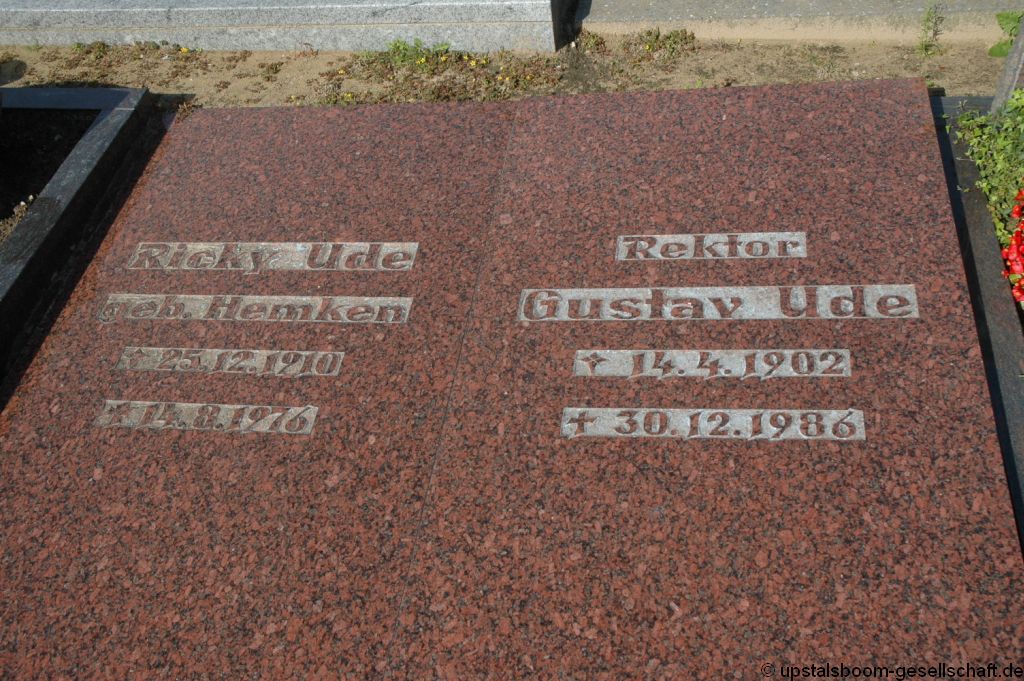 Ricky Ude
geb. Hemken
25.12.1910
14.8.1976
Rektor
Gustav Ude
14.4.1902
30.12.1986
© upstalsboom-gesellschaft.de